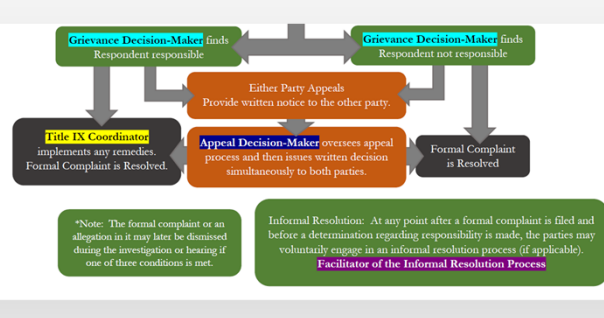 Grievance Decision-Maker finds
Respondent responsible
Grievance Decision-Maker finds
Respondent not responsible
Either Party Appeals
Provide written notice to the other party.
Title IX Coordinator
implements any remedies.
Formal Complaint is Resolved.
Appeal Decision-Maker oversees appeal
process and then issues written decision
simultaneously to both parties.
Formal Complaint
is Resolved
*Note: The formal complaint or an
allegation in it may later be dismissed
during the investigation or hearing if
one of three conditions is met.
Informal Resolution: At any point after a formal complaint is filed and
before a determination regarding responsibility is made, the parties may
voluntarily engage in an informal resolution process (if applicable).
Facilitator of the Informal Resolution Process